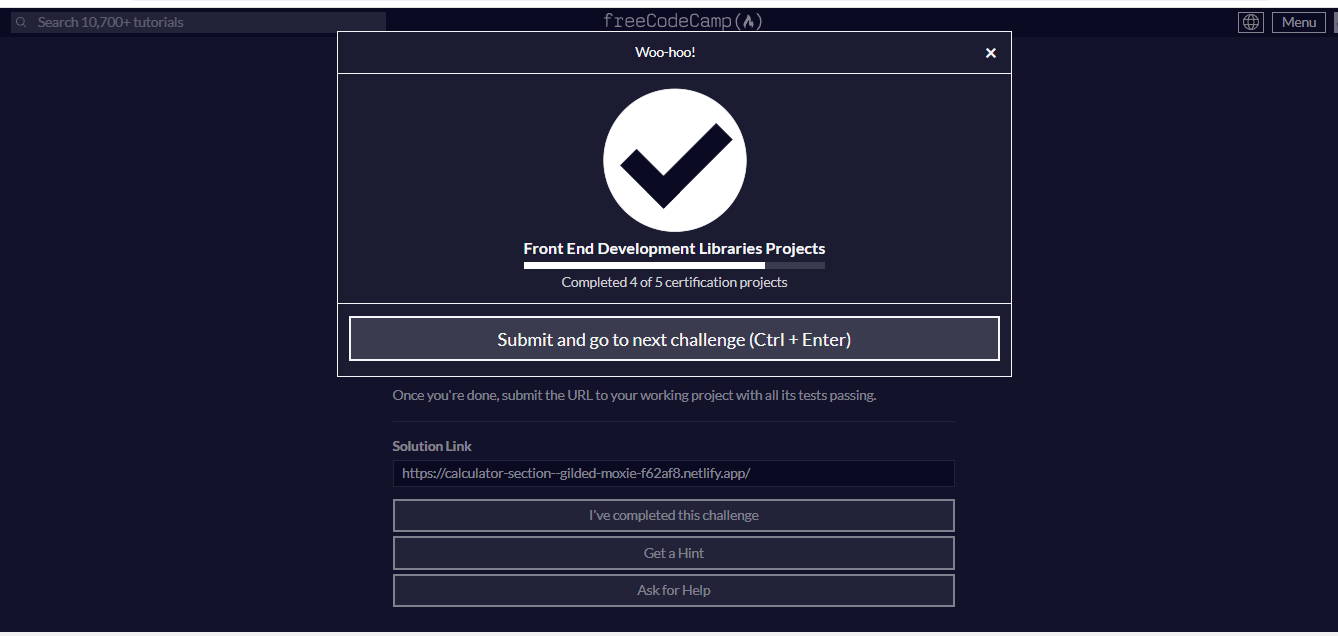 Search 10,700+ tutorials
freeCodeCamp
Menu
Woo-hoo!
×
Front End Development Libraries Projects
Completed 4 of 5 certification projects
Submit and go to next challenge (Ctrl + Enter)
Once you're done, submit the URL to your working project with all its tests passing.
Solution Link
https://calculator-section--gilded-moxie-f62af8.netlify.app/
I've completed this challenge
Get a Hint
Ask for Help